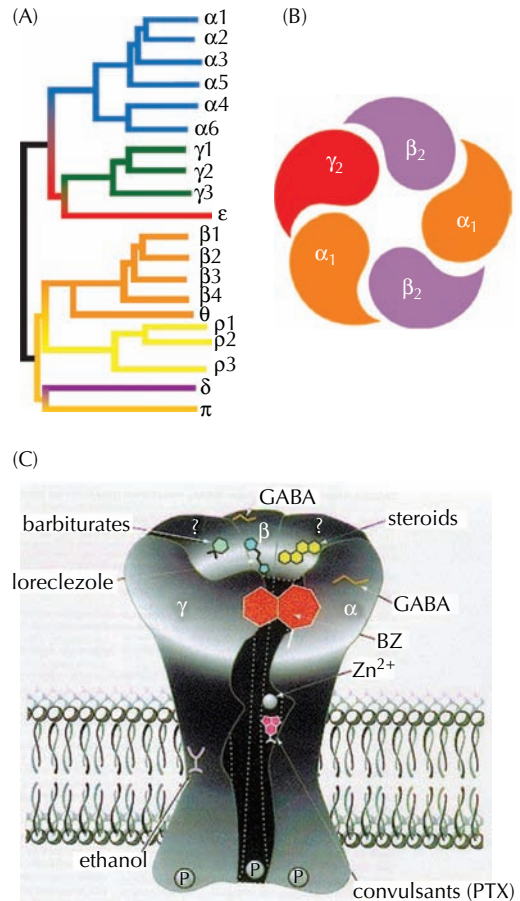 (A)
α1
α2
α3
α5
α4
α6
γ1
γ2
γ3
ε
β1
β2
β3
β4
θ
ρ1
ρ2
ρ3
δ
π
(B)
γ2
β2
α1
α1
β2
(C)
GABA
barbiturates
? β ?
steroids
loreclezole
γ α
GABA
BZ
Zn2+
ethanol
P P P
convulsants (PTX)